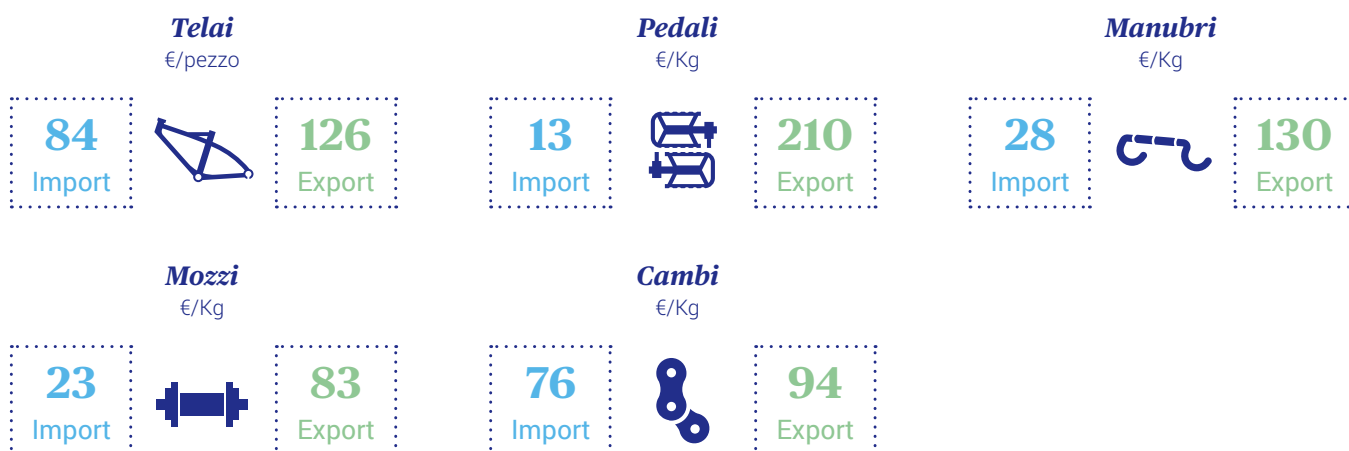 Telai
€/pezzo
84
Import
126
Export
Pedali
€/Kg
13
Import
210
Export
Manubri
€/Kg
28
Import
130
Export
Mozzi
€/Kg
23
Import
83
Export
Cambi
€/Kg
76
Import
94
Export